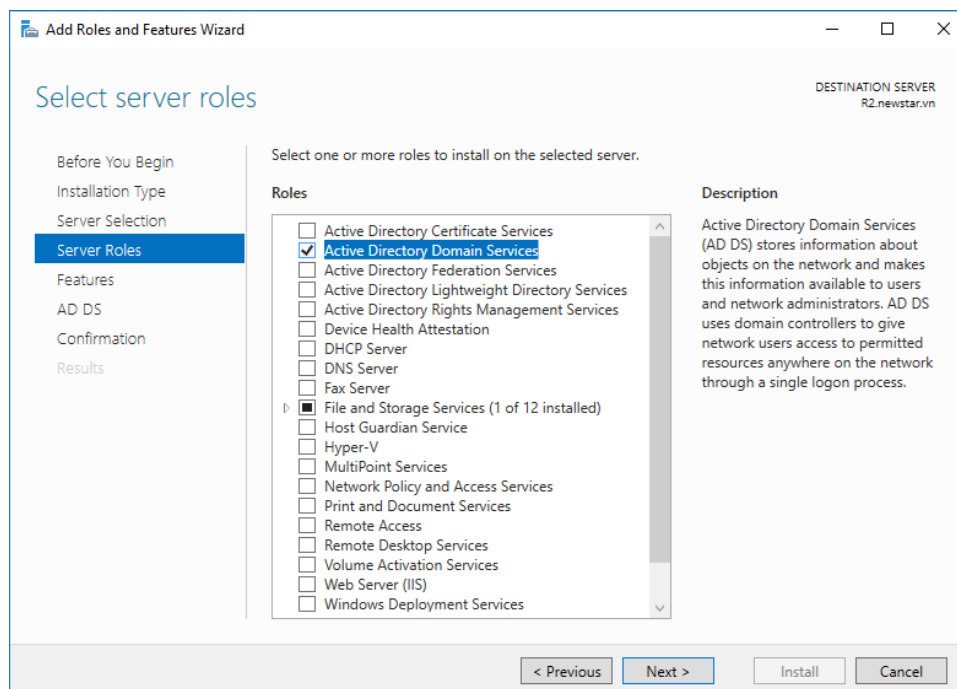 Add Roles and Features Wizard
Select server roles
DESTINATION SERVER
R2.newstar.vn
Before You Begin
Installation Type
Server Selection
Server Roles
Features
AD DS
Confirmation
Results
Select one or more roles to install on the selected server.
Roles
Active Directory Certificate Services
Active Directory Domain Services
Active Directory Federation Services
Active Directory Lightweight Directory Services
Active Directory Rights Management Services
Device Health Attestation
DHCP Server
DNS Server
Fax Server
File and Storage Services (1 of 12 installed)
Host Guardian Service
Hyper-V
MultiPoint Services
Network Policy and Access Services
Print and Document Services
Remote Access
Remote Desktop Services
Volume Activation Services
Web Server (IIS)
Windows Deployment Services
Description
Active Directory Domain Services
(AD DS) stores information about
objects on the network and makes
this information available to users
and network administrators. AD DS
uses domain controllers to give
network users access to permitted
resources anywhere on the network
through a single logon process.
< Previous
Next >
Install
Cancel